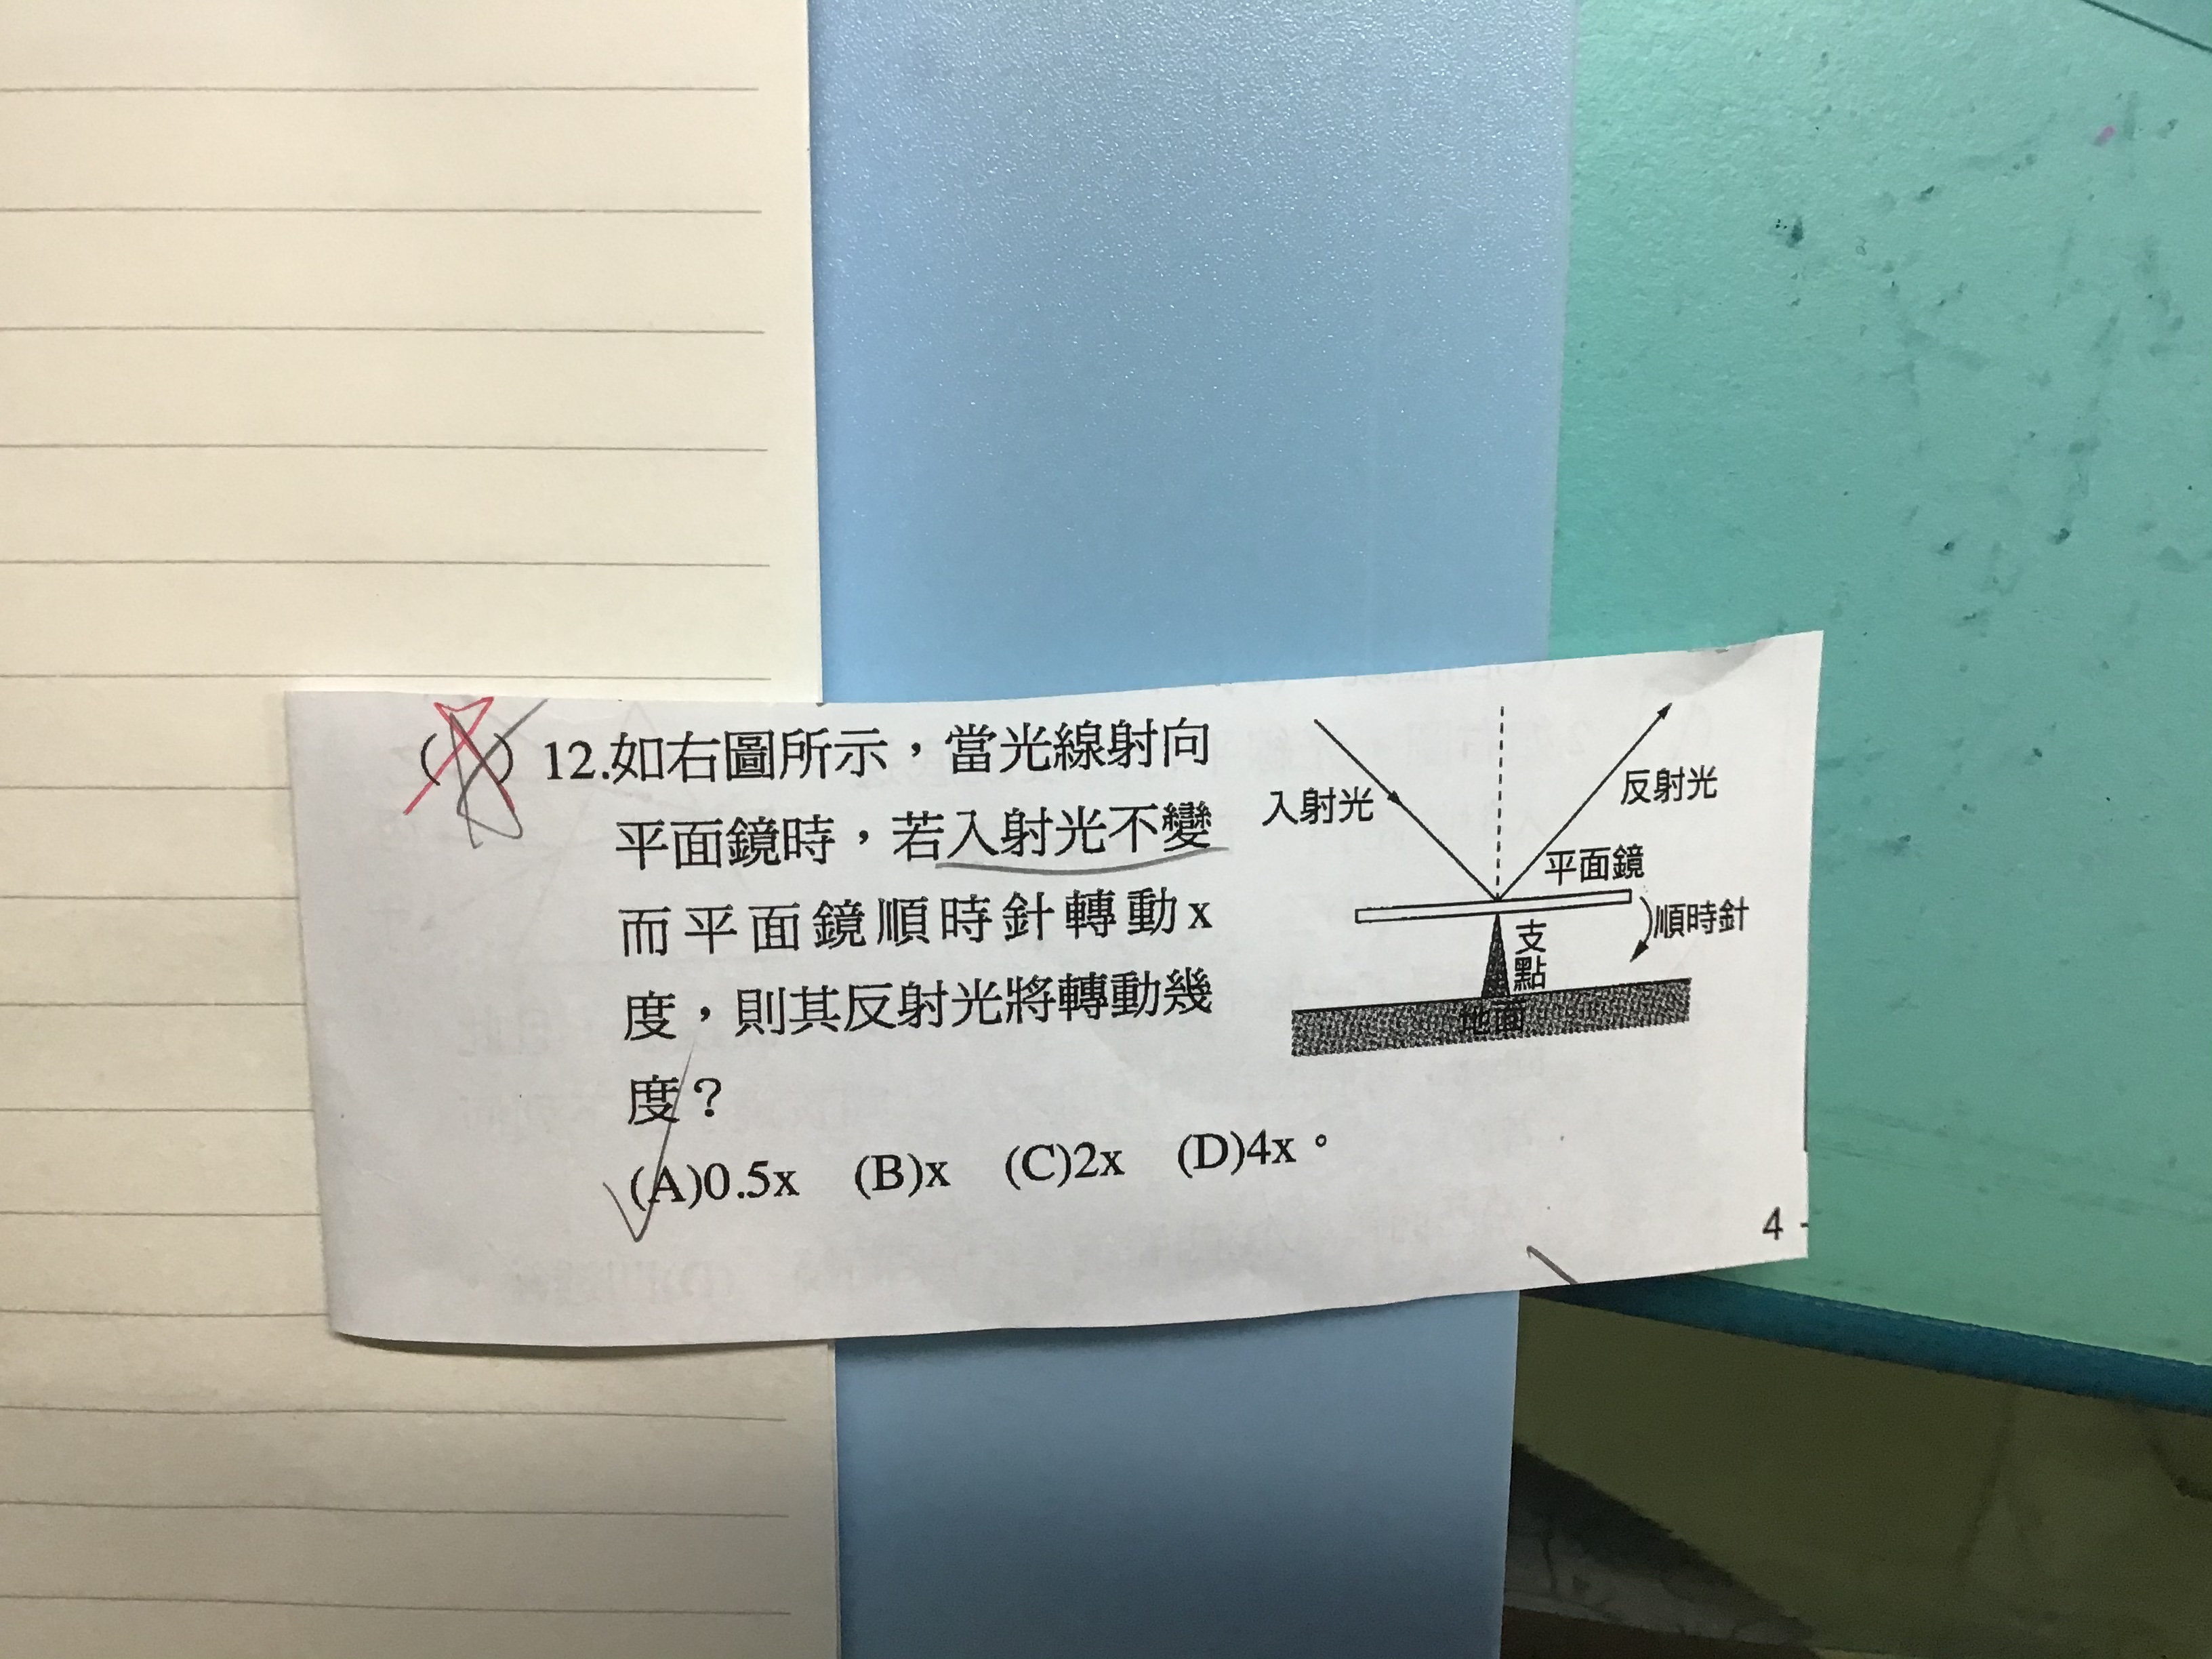 ( ) 12.如右圖所示，當光線射向
平面鏡時，若入射光不變
而平面鏡順時針轉動x
度，則其反射光將轉動幾
度？
(A)0.5x (B)x (C)2x (D)4x。
入射光
反射光
平面鏡
順時針
支點
地面
4 -